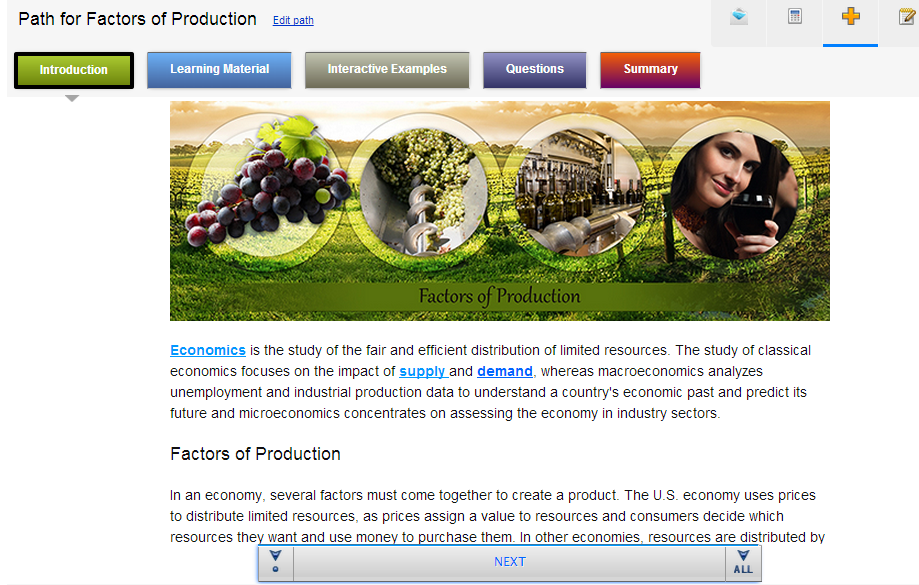 Path for Factors of Production Edit path
Introduction Learning Material Interactive Examples Questions Summary
Factors of Production
Economics is the study of the fair and efficient distribution of limited resources. The study of classical
economics focuses on the impact of supply and demand, whereas macroeconomics analyzes
unemployment and industrial production data to understand a country's economic past and predict its
future and microeconomics concentrates on assessing the economy in industry sectors.
Factors of Production
In an economy, several factors must come together to create a product. The U.S. economy uses prices
to distribute limited resources, as prices assign a value to resources and consumers decide which
resources they want and use money to purchase them. In other economies, resources are distributed by
NEXT
ALL